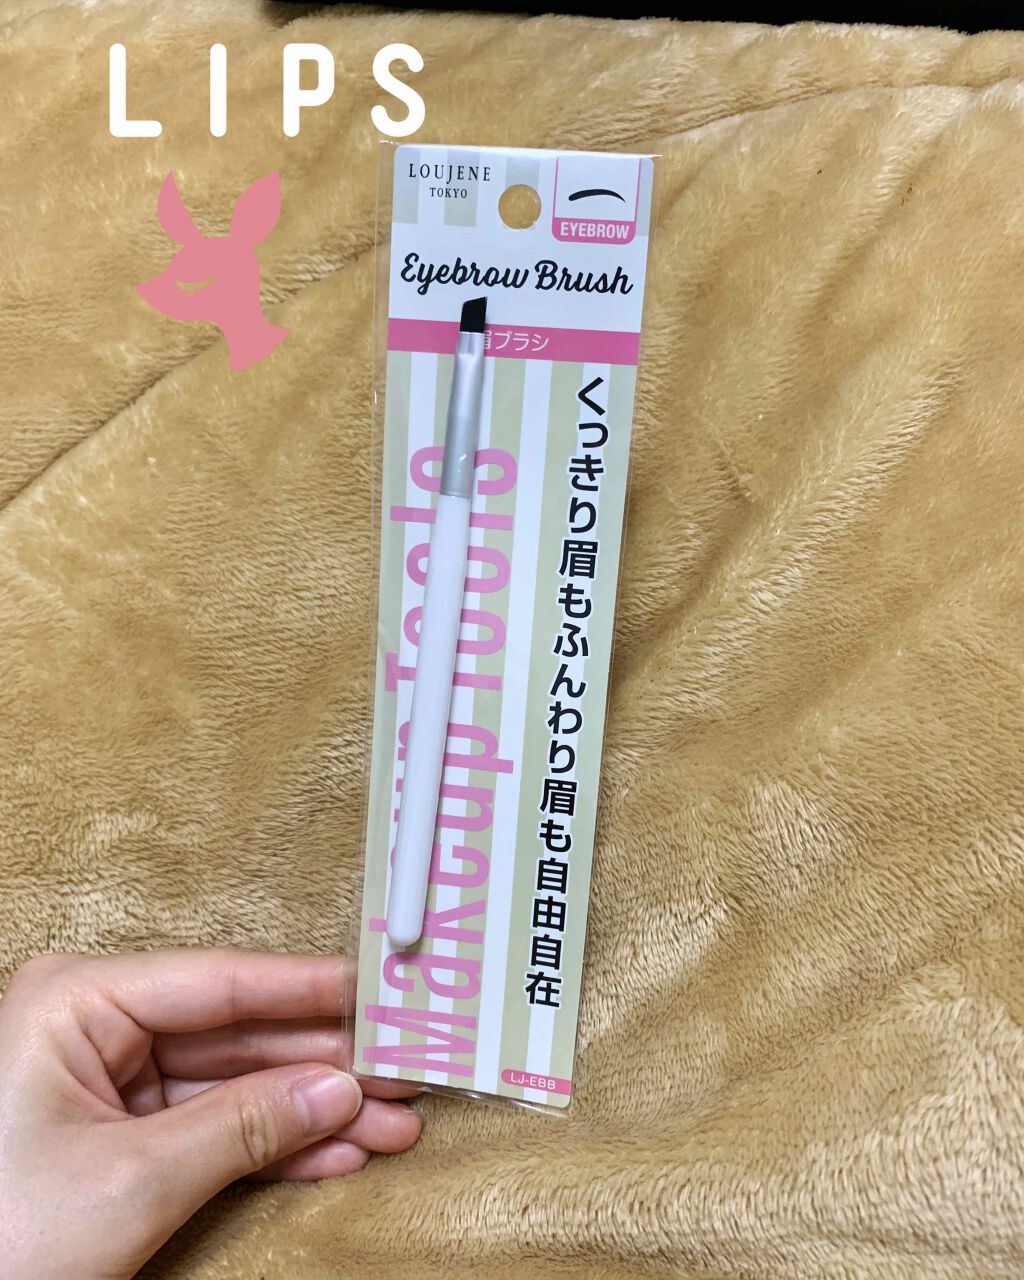 LIPS
LOUJENE
TOKYO
EYEBROW
Eyebrow Brush
眉ブラシ
くっきり眉もふんわり眉も自由自在
Makeup Tools
LJ-EBB